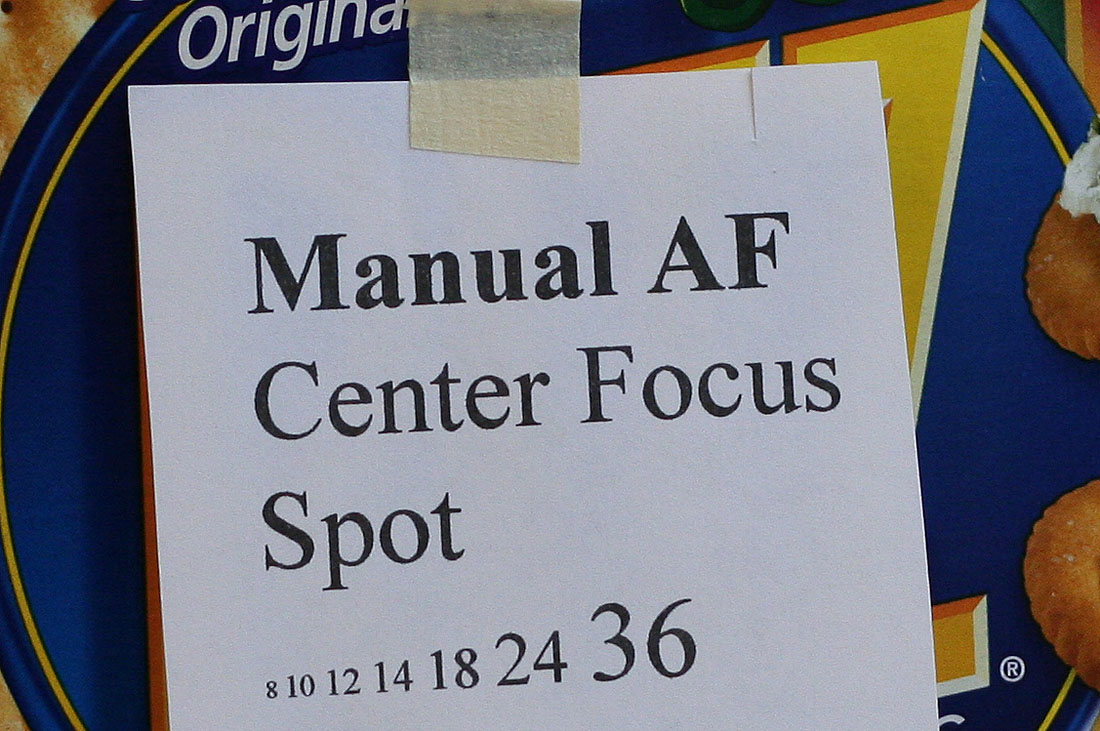 Original
Manual AF
Center Focus
Spot
8 10 12 14 18 24 36
®